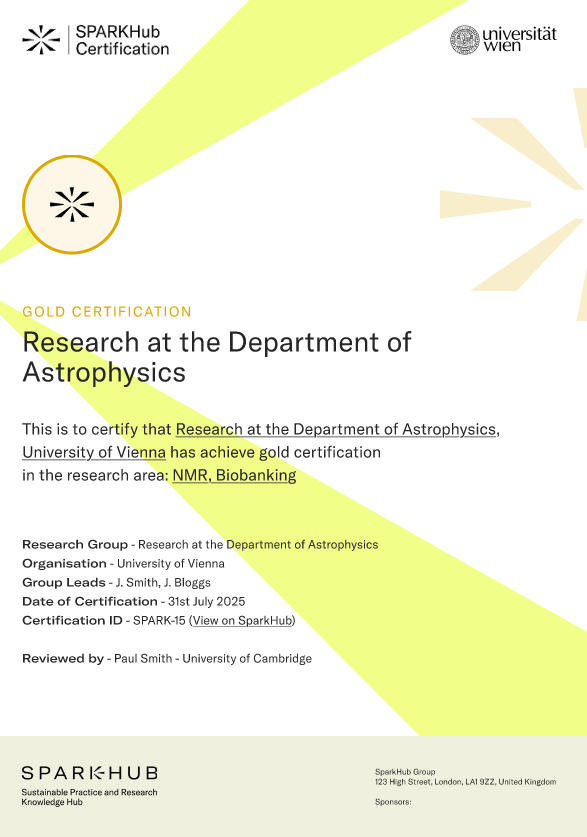 SPARKHub
Certification
universität
wien
GOLD CERTIFICATION
Research at the Department of
Astrophysics
This is to certify that Research at the Department of Astrophysics,
University of Vienna has achieve gold certification
in the research area: NMR, Biobanking
Research Group - Research at the Department of Astrophysics
Organisation - University of Vienna
Group Leads - J. Smith, J. Bloggs
Date of Certification - 31st July 2025
Certification ID - SPARK-15 (View on SparkHub)
Reviewed by - Paul Smith - University of Cambridge
SPARKHUB
Sustainable Practice and Research
Knowledge Hub
SparkHub Group
123 High Street, London, LA1 9ZZ, United Kingdom
Sponsors: